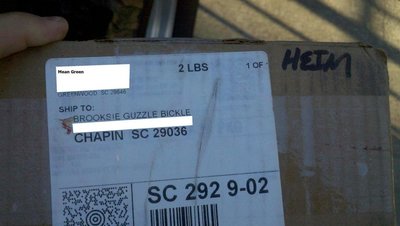 Mean Green
GREENWOOD SC 29646
2 LBS
1 OF
HEIM
SHIP TO:
BROOKSIE GUZZLE BICKLE
CHAPIN SC 29036
SC 292 9-02